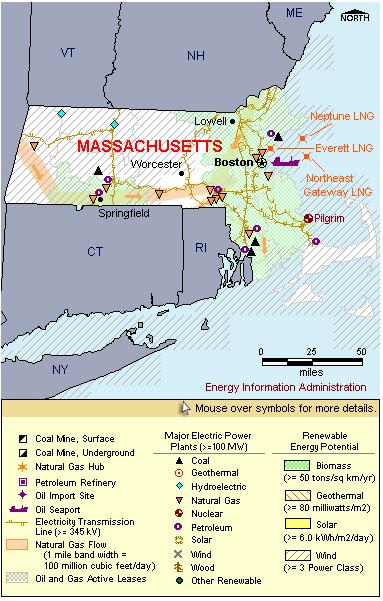 ME
NORTH
VT
NH
Neptune LNG
Lowell
MASSACHUSETTS
Everett LNG
Worcester
Boston
Northeast
Gateway LNG
Springfield
Pilgrim
CT
RI
NY
0 25 50
miles
Energy Information Administration
Mouse over symbols for more details.
Coal Mine, Surface
Coal Mine, Underground
Natural Gas Hub
Petroleum Refinery
Oil Import Site
Oil Seaport
Electricity Transmission
Line (>= 345 kV)
Natural Gas Flow
(1 mile band width =
100 million cubic feet/day)
Oil and Gas Active Leases
Major Electric Power
Plants (>=100 MW)
Coal
Geothermal
Hydroelectric
Natural Gas
Nuclear
Petroleum
Solar
Wind
Wood
Other Renewable
Renewable
Energy Potential
Biomass
(>= 50 tons/sq km/yr)
Geothermal
(>= 80 milliwatts/m2)
Solar
(>= 6.0 kWh/m2/day)
Wind
(>= 3 Power Class)